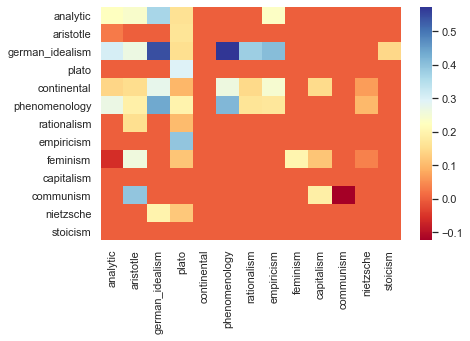 analytic
aristotle
german_idealism
plato
continental
phenomenology
rationalism
empiricism
feminism
capitalism
communism
nietzsche
stoicism
analytic
aristotle
german_idealism
plato
continental
phenomenology
rationalism
empiricism
feminism
capitalism
communism
nietzsche
stoicism
0.5
0.4
0.3
0.2
0.1
0.0
−0.1